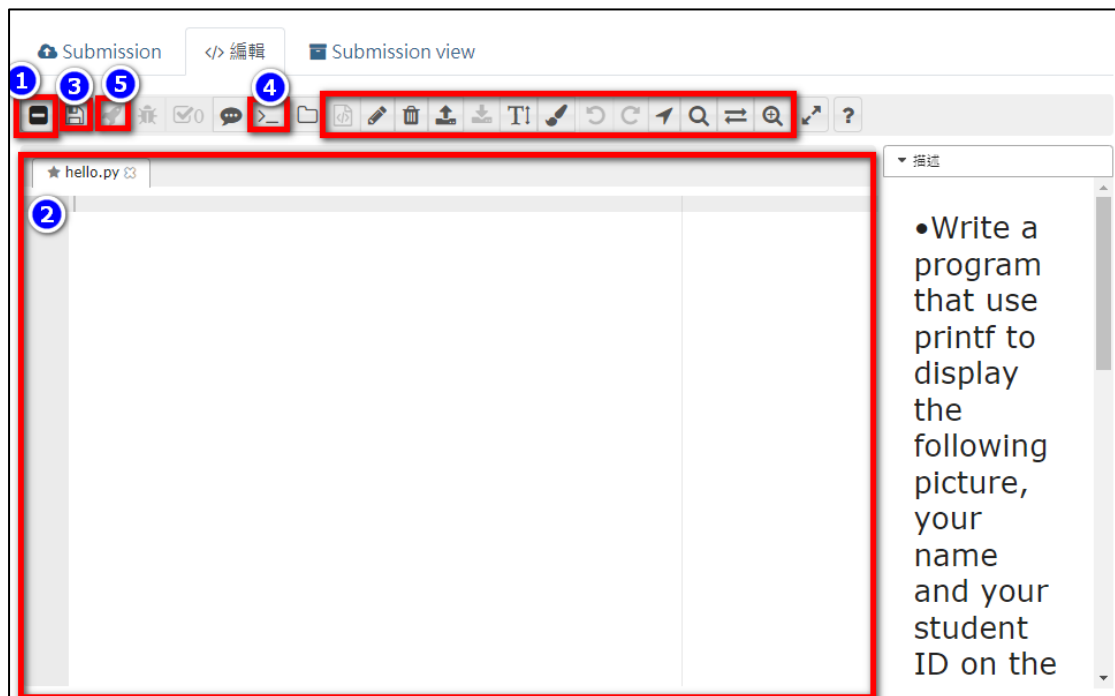 Submission </> 編輯 Submission view
1 3 5 4
0 >_ </> T ?
hello.py
描述
2
•Write a
program
that use
printf to
display
the
following
picture,
your
name
and your
student
ID on the